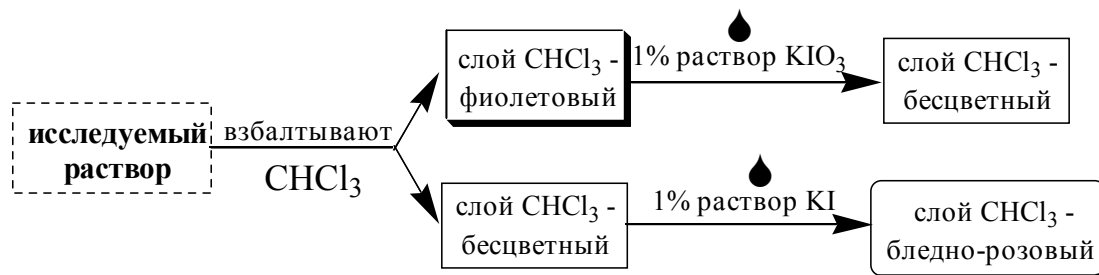 исследуемый
раствор
взбалтывают
CHCl3
слой CHCl3 -
фиолетовый
1% раствор KIO3
слой CHCl3 -
бесцветный
слой CHCl3 -
бесцветный
1% раствор KI
слой CHCl3 -
бледно-розовый